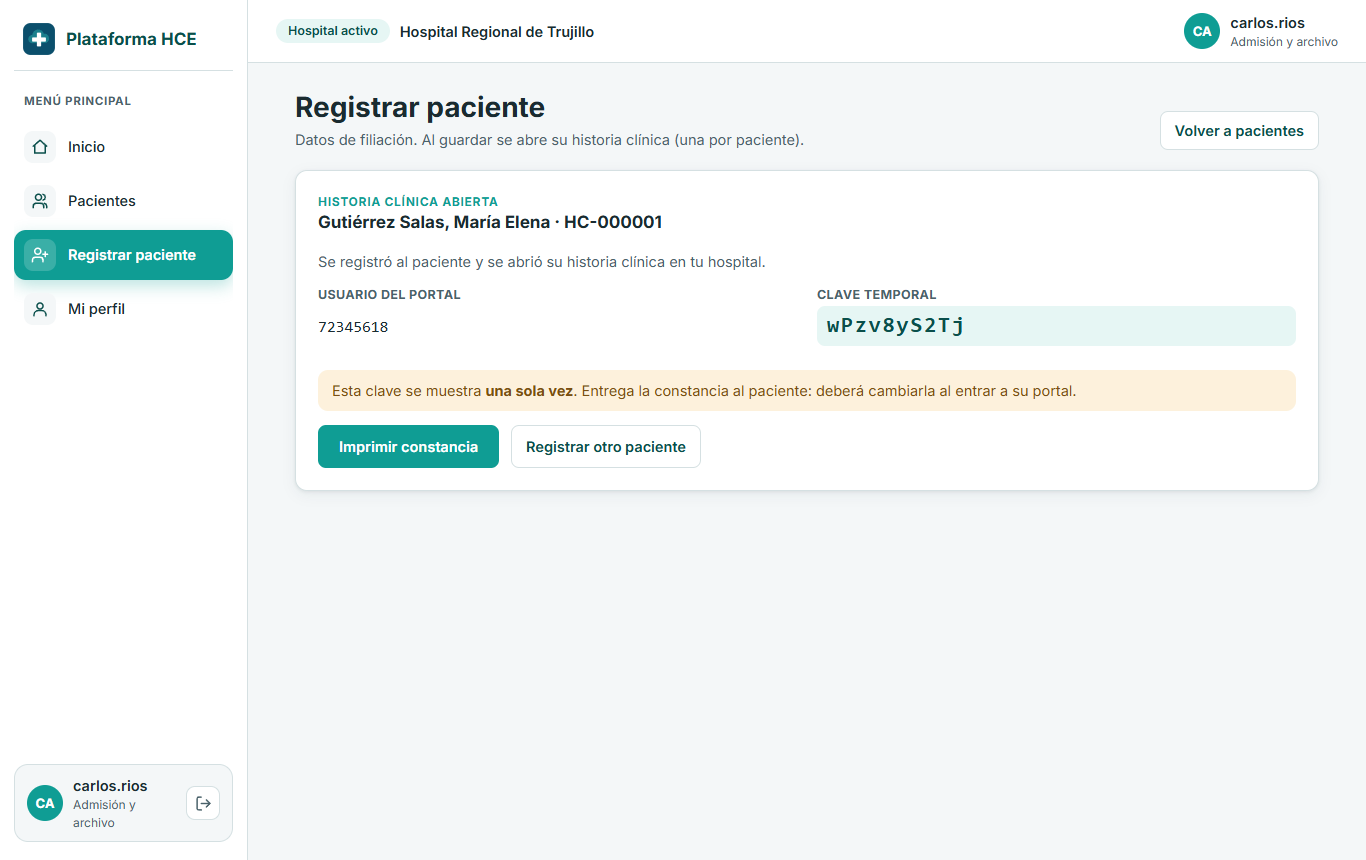 Plataforma HCE
MENÚ PRINCIPAL
Inicio
Pacientes
Registrar paciente
Mi perfil
CA
carlos.rios
Admisión y
archivo
Hospital activo
Hospital Regional de Trujillo
CA
carlos.rios
Admisión y archivo
Registrar paciente
Datos de filiación. Al guardar se abre su historia clínica (una por paciente).
Volver a pacientes
HISTORIA CLÍNICA ABIERTA
Gutiérrez Salas, María Elena · HC-000001
Se registró al paciente y se abrió su historia clínica en tu hospital.
USUARIO DEL PORTAL
72345618
CLAVE TEMPORAL
wPzv8yS2Tj
Esta clave se muestra una sola vez. Entrega la constancia al paciente: deberá cambiarla al entrar a su portal.
Imprimir constancia
Registrar otro paciente